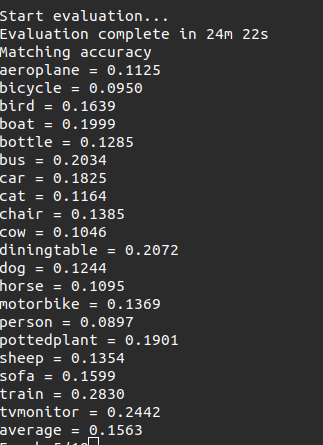 Start evaluation...
Evaluation complete in 24m 22s
Matching accuracy
aeroplane = 0.1125
bicycle = 0.0950
bird = 0.1639
boat = 0.1999
bottle = 0.1285
bus = 0.2034
car = 0.1825
cat = 0.1164
chair = 0.1385
cow = 0.1046
diningtable = 0.2072
dog = 0.1244
horse = 0.1095
motorbike = 0.1369
person = 0.0897
pottedplant = 0.1901
sheep = 0.1354
sofa = 0.1599
train = 0.2830
tvmonitor = 0.2442
average = 0.1563